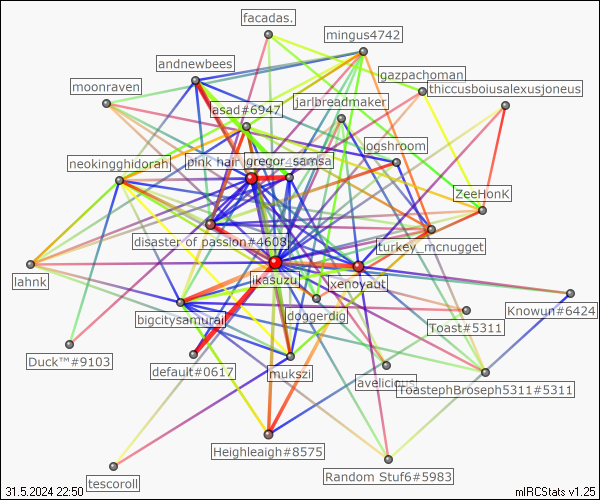 facadas.
mingus4742
andnewbees
gazpachoman
moonraven
thiccusboiusalexusjoneus
jarlbreadmaker
asad#6947
ogshroom
neokingghidorah
pink hair
gregor_samsa
ZeeHonK
disaster of passion#4608
turkey_mcnugget
lahnk
ikasuzu
xenoyaut
Knowun#6424
bigcitysamurai
doggerdig
Toast#5311
Duck™#9103
default#0617
mukszi
avelicious
ToastephBroseph5311#5311
Heighleaigh#8575
Random Stuf6#5983
tescoroll
31.5.2024 22:50
mIRCStats v1.25